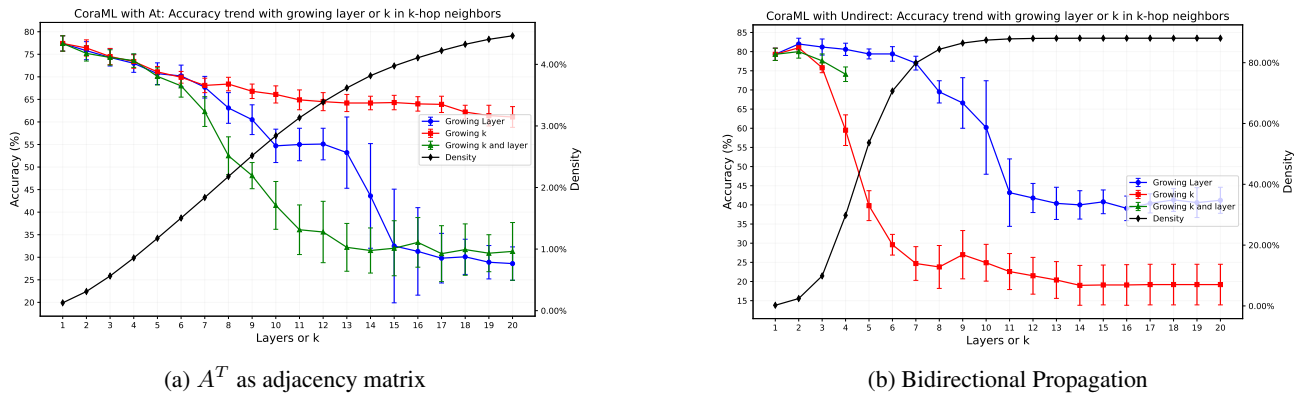 CoraML with At: Accuracy trend with growing layer or k in k-hop neighbors
80
75
70
65
60
55
50
45
40
35
30
25
20
Accuracy (%)
4.00%
3.00%
2.00%
1.00%
0.00%
Density
Growing Layer
Growing k
Growing k and layer
Density
1 2 3 4 5 6 7 8 9 10 11 12 13 14 15 16 17 18 19 20
Layers or k
(a) A^T as adjacency matrix
CoraML with Undirect: Accuracy trend with growing layer or k in k-hop neighbors
85
80
75
70
65
60
55
50
45
40
35
30
25
20
15
Accuracy (%)
80.00%
60.00%
40.00%
20.00%
0.00%
Density
Growing Layer
Growing k
Growing k and layer
Density
1 2 3 4 5 6 7 8 9 10 11 12 13 14 15 16 17 18 19 20
Layers or k
(b) Bidirectional Propagation